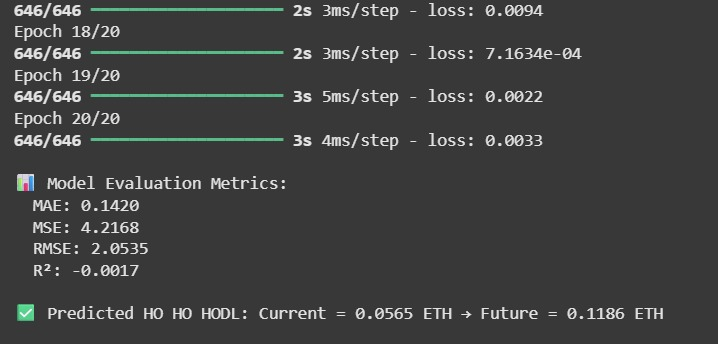 646/646 ━━━━━━━━━━━━━━━━━━━━ 2s 3ms/step - loss: 0.0094
Epoch 18/20
646/646 ━━━━━━━━━━━━━━━━━━━━ 2s 3ms/step - loss: 7.1634e-04
Epoch 19/20
646/646 ━━━━━━━━━━━━━━━━━━━━ 3s 5ms/step - loss: 0.0022
Epoch 20/20
646/646 ━━━━━━━━━━━━━━━━━━━━ 3s 4ms/step - loss: 0.0033
📊 Model Evaluation Metrics:
MAE: 0.1420
MSE: 4.2168
RMSE: 2.0535
R²: -0.0017
✅ Predicted HO HO HODL: Current = 0.0565 ETH → Future = 0.1186 ETH